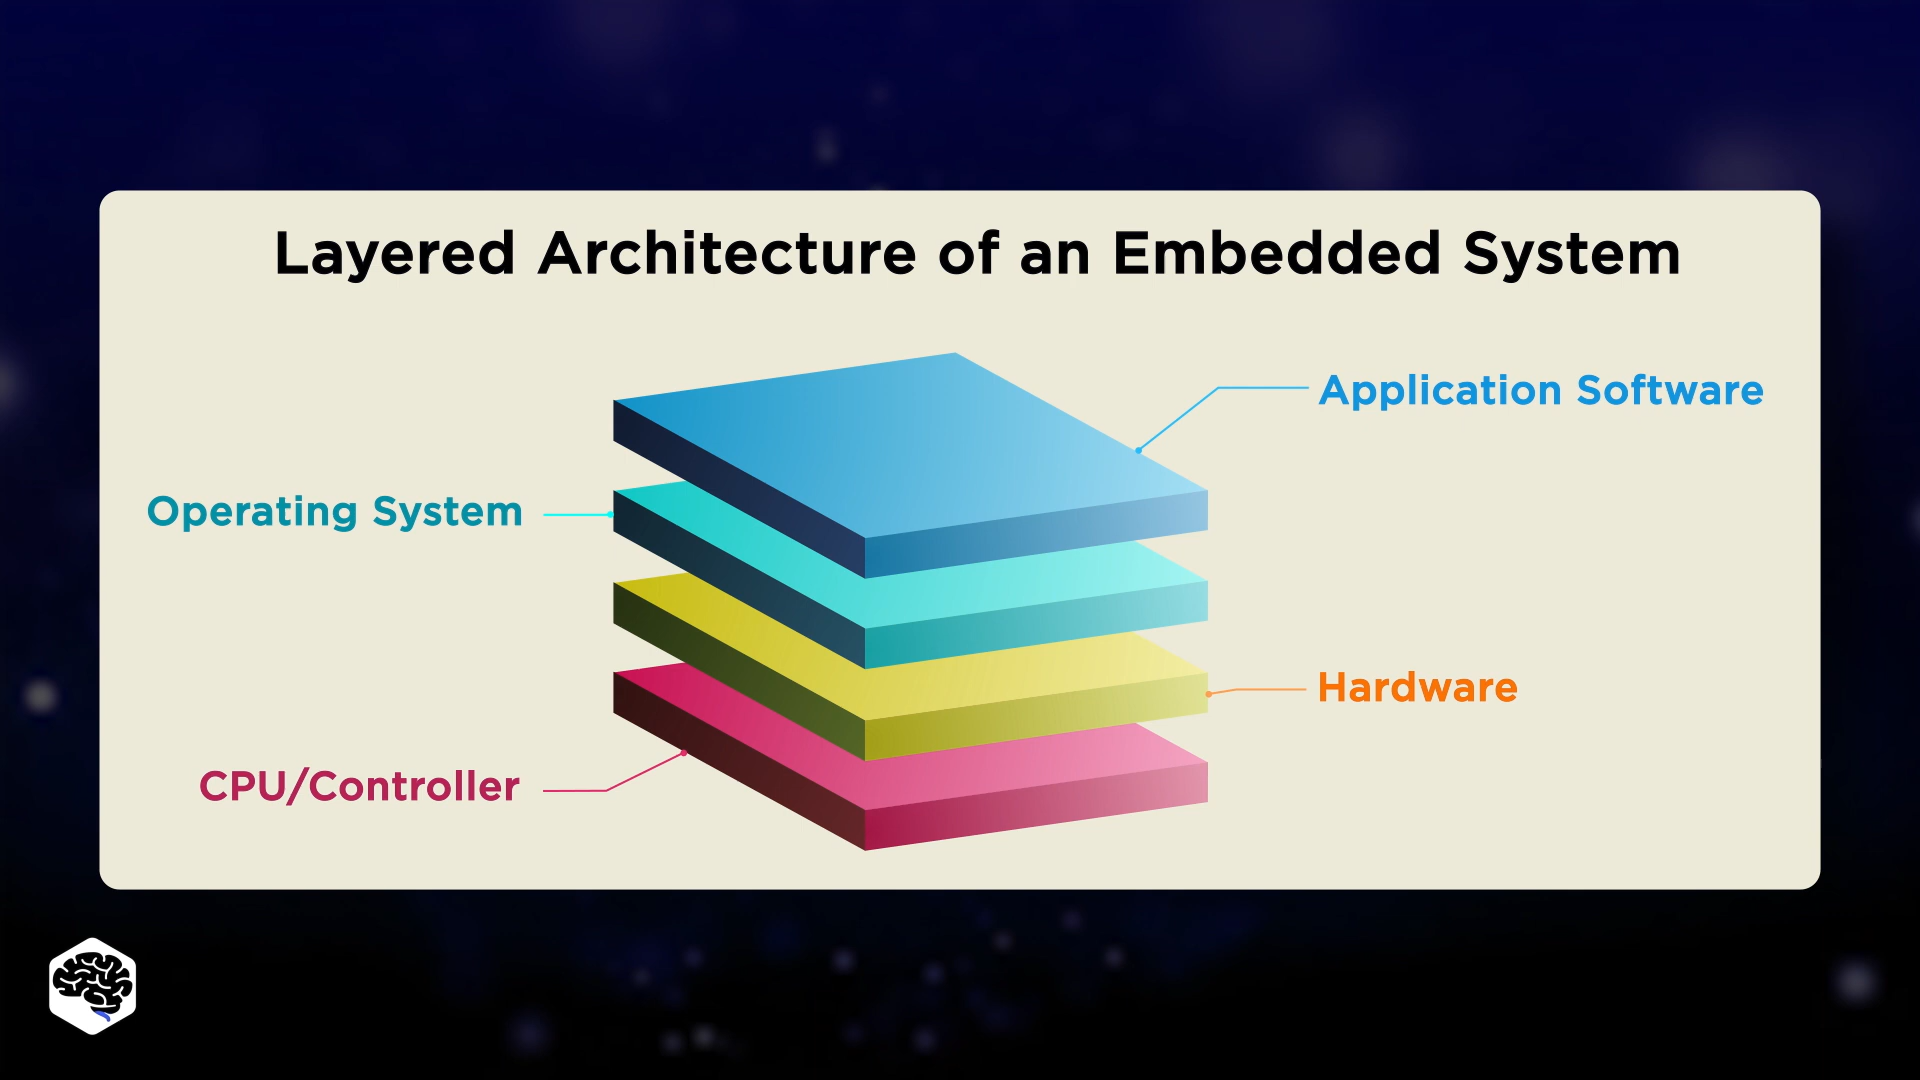 Layered Architecture of an Embedded System
Application Software
Operating System
Hardware
CPU/Controller